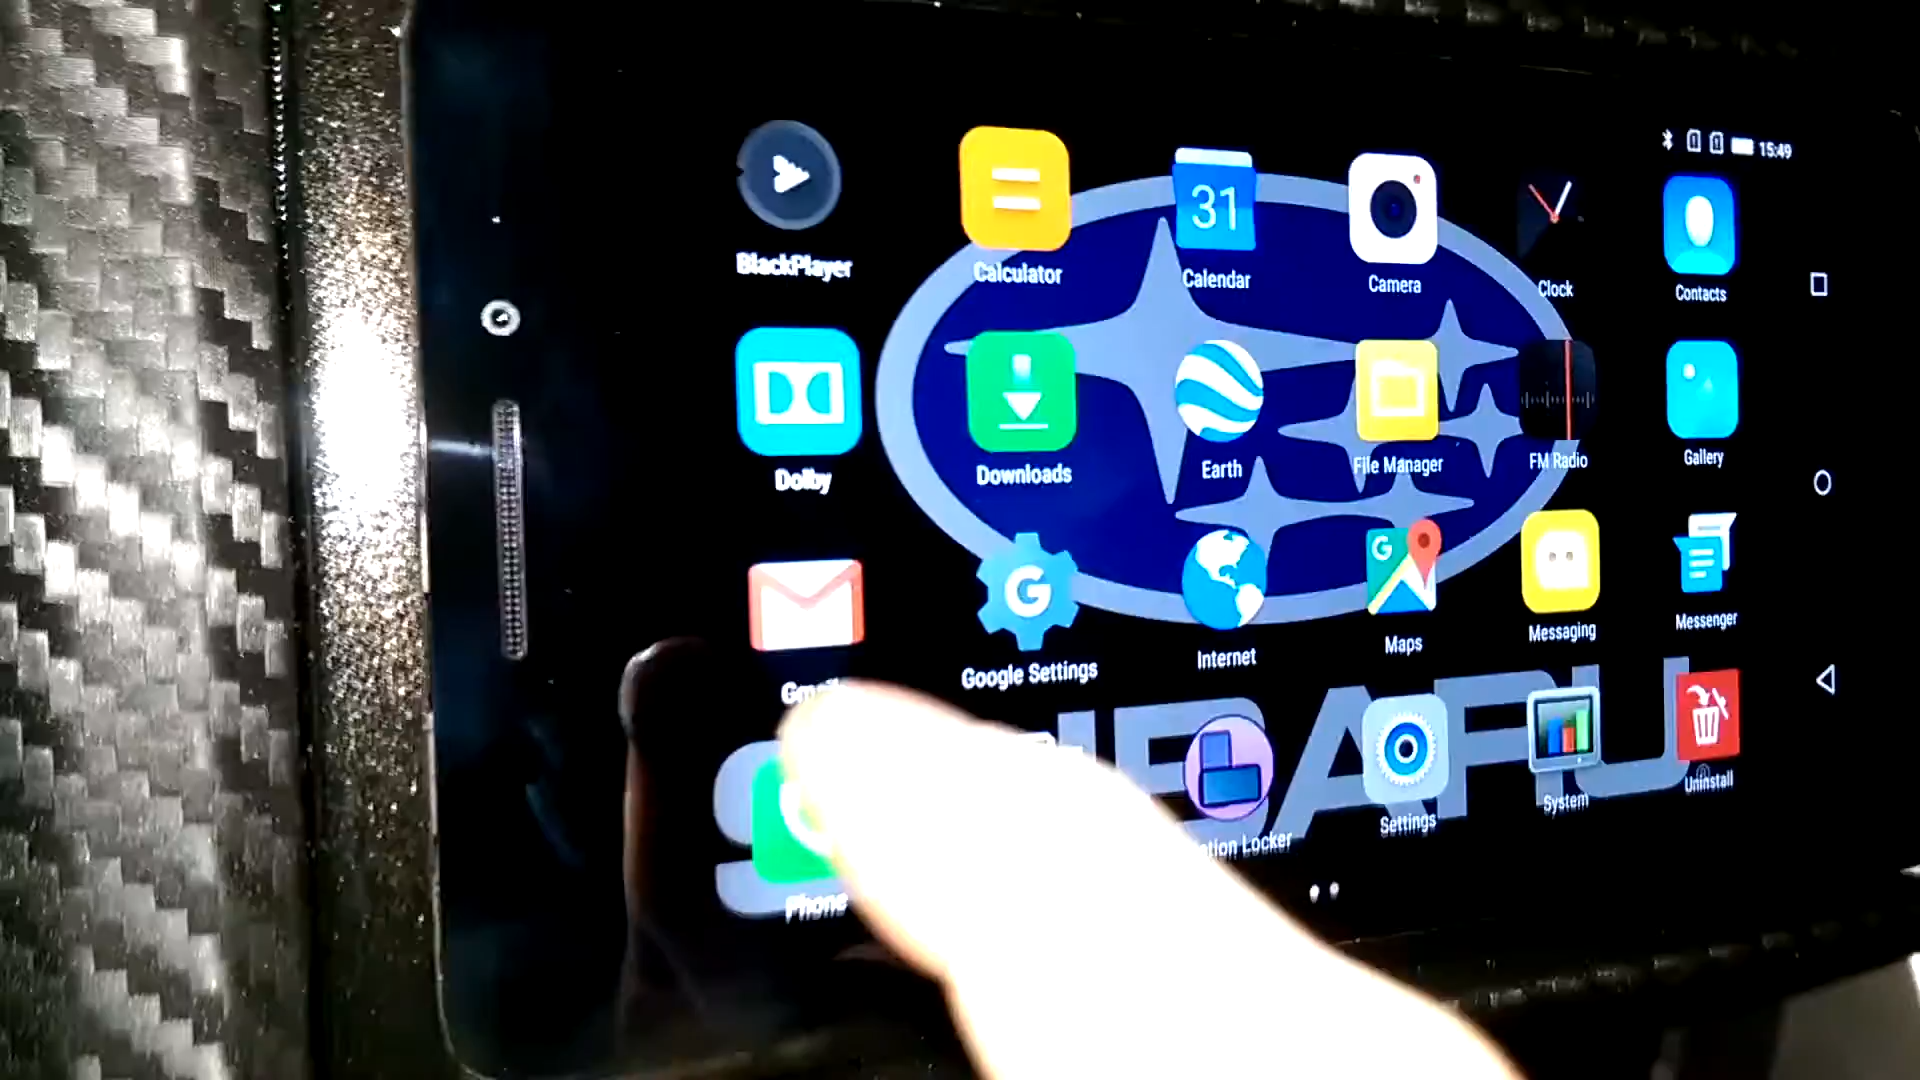 15:49
BlackPlayer
Calculator
31
Calendar
Camera
Clock
Contacts
Dolby
Downloads
Earth
File Manager
FM Radio
Gallery
G
G
Google Settings
Internet
Maps
Messaging
Messenger
Phone
Locker
Settings
System
Uninstall